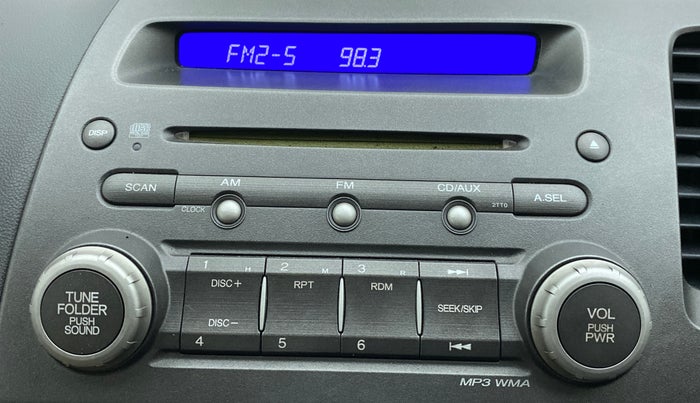 FM2-5 98.3
DISP
SCAN AM FM CD/AUX A.SEL
CLOCK 2TTO
1 H 2 M 3 R
DISC+ RPT RDM
SEEK/SKIP
DISC-
4 5 6
TUNE
FOLDER
PUSH
SOUND
VOL
PUSH
PWR
MP3 WMA